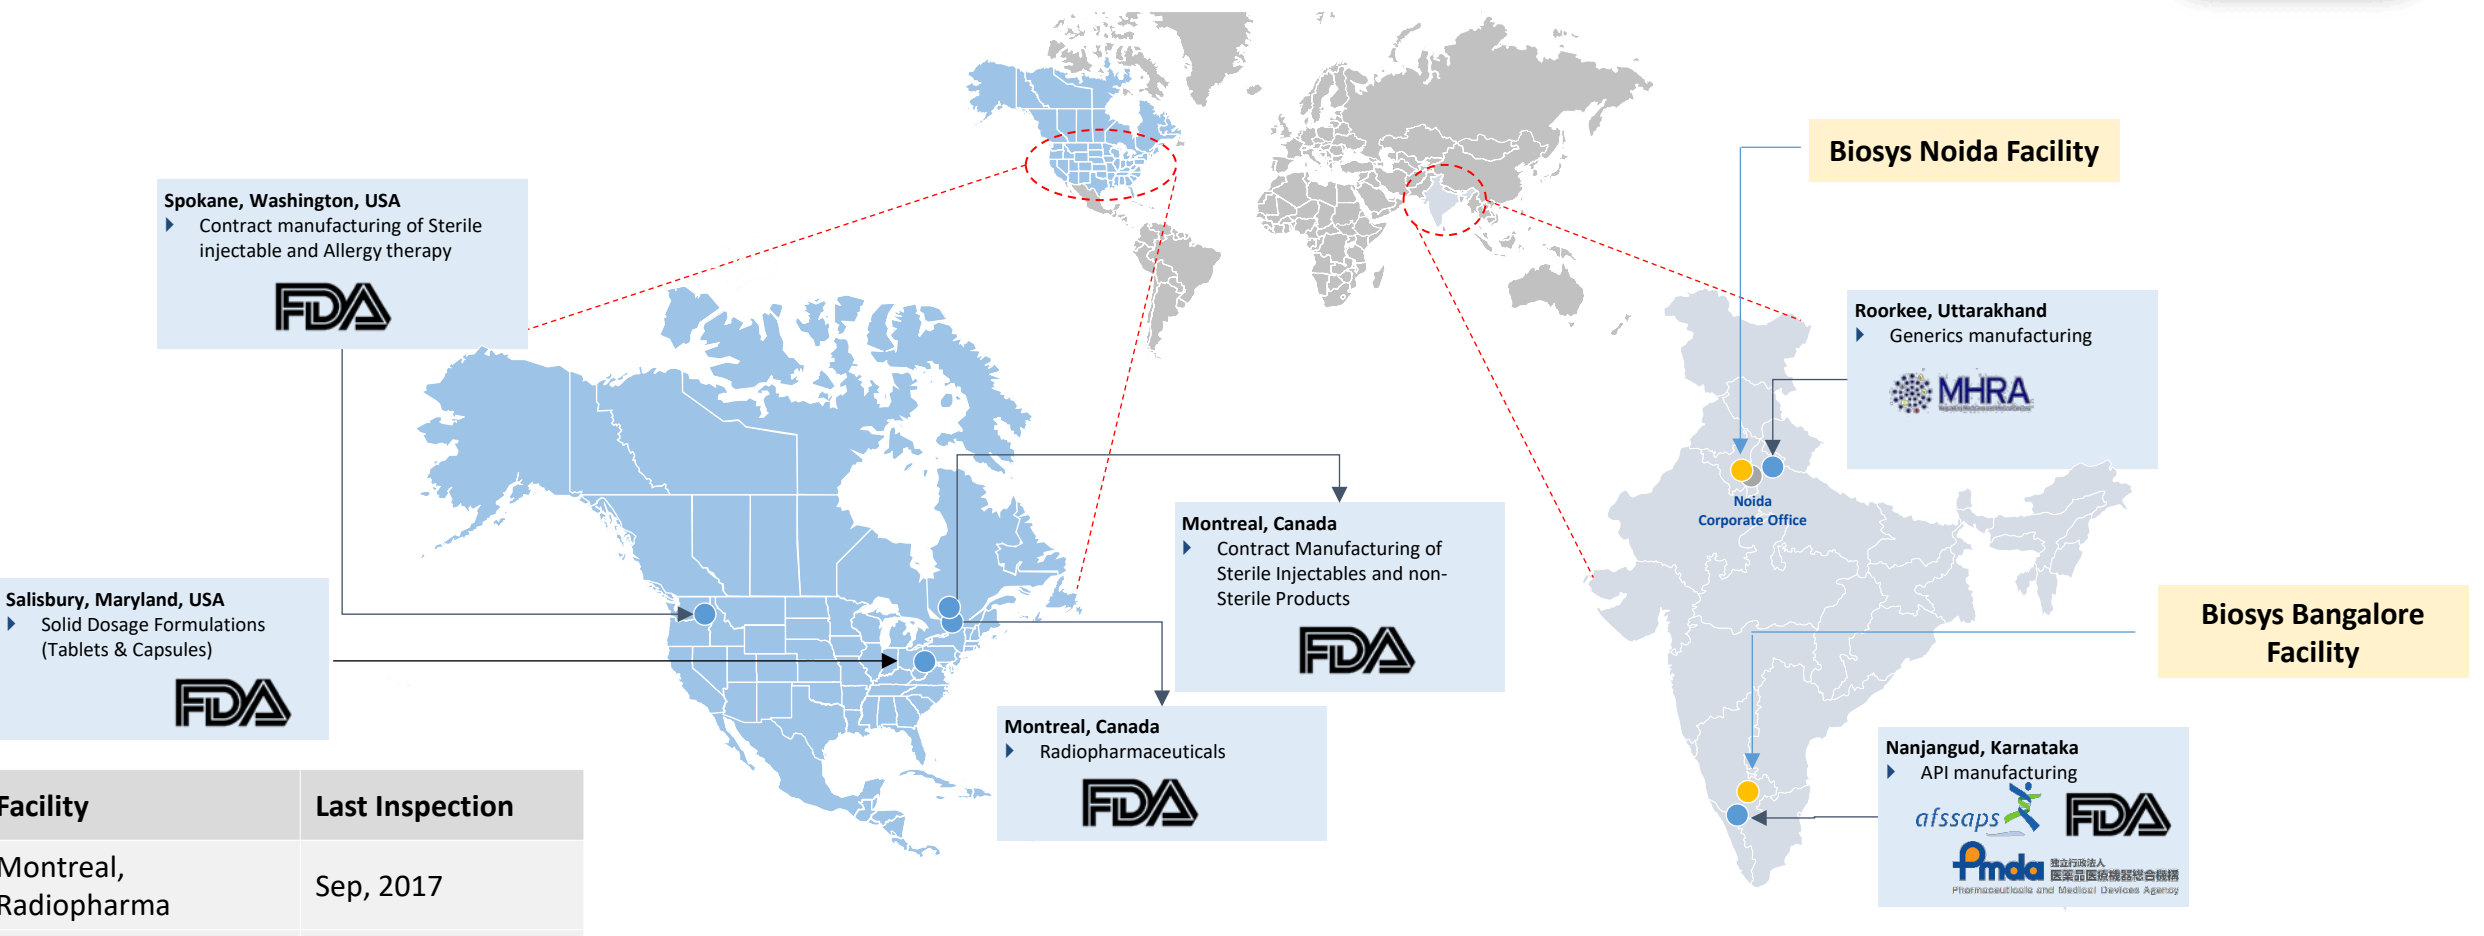 Biosys Noida Facility
Spokane, Washington, USA
Contract manufacturing of Sterile
injectable and Allergy therapy
FDA
Roorkee, Uttarakhand
Generics manufacturing
MHRA
Noida
Corporate Office
Montreal, Canada
Contract Manufacturing of
Sterile Injectables and non-
Sterile Products
FDA
Salisbury, Maryland, USA
Solid Dosage Formulations
(Tablets & Capsules)
FDA
Biosys Bangalore
Facility
Montreal, Canada
Radiopharmaceuticals
FDA
Nanjangud, Karnataka
API manufacturing
afssaps
FDA
Pmda
独立行政法人
医薬品医療機器総合機構
Pharmaceuticals and Medical Devices Agency
Facility Last Inspection
Montreal,
Radiopharma
Sep, 2017